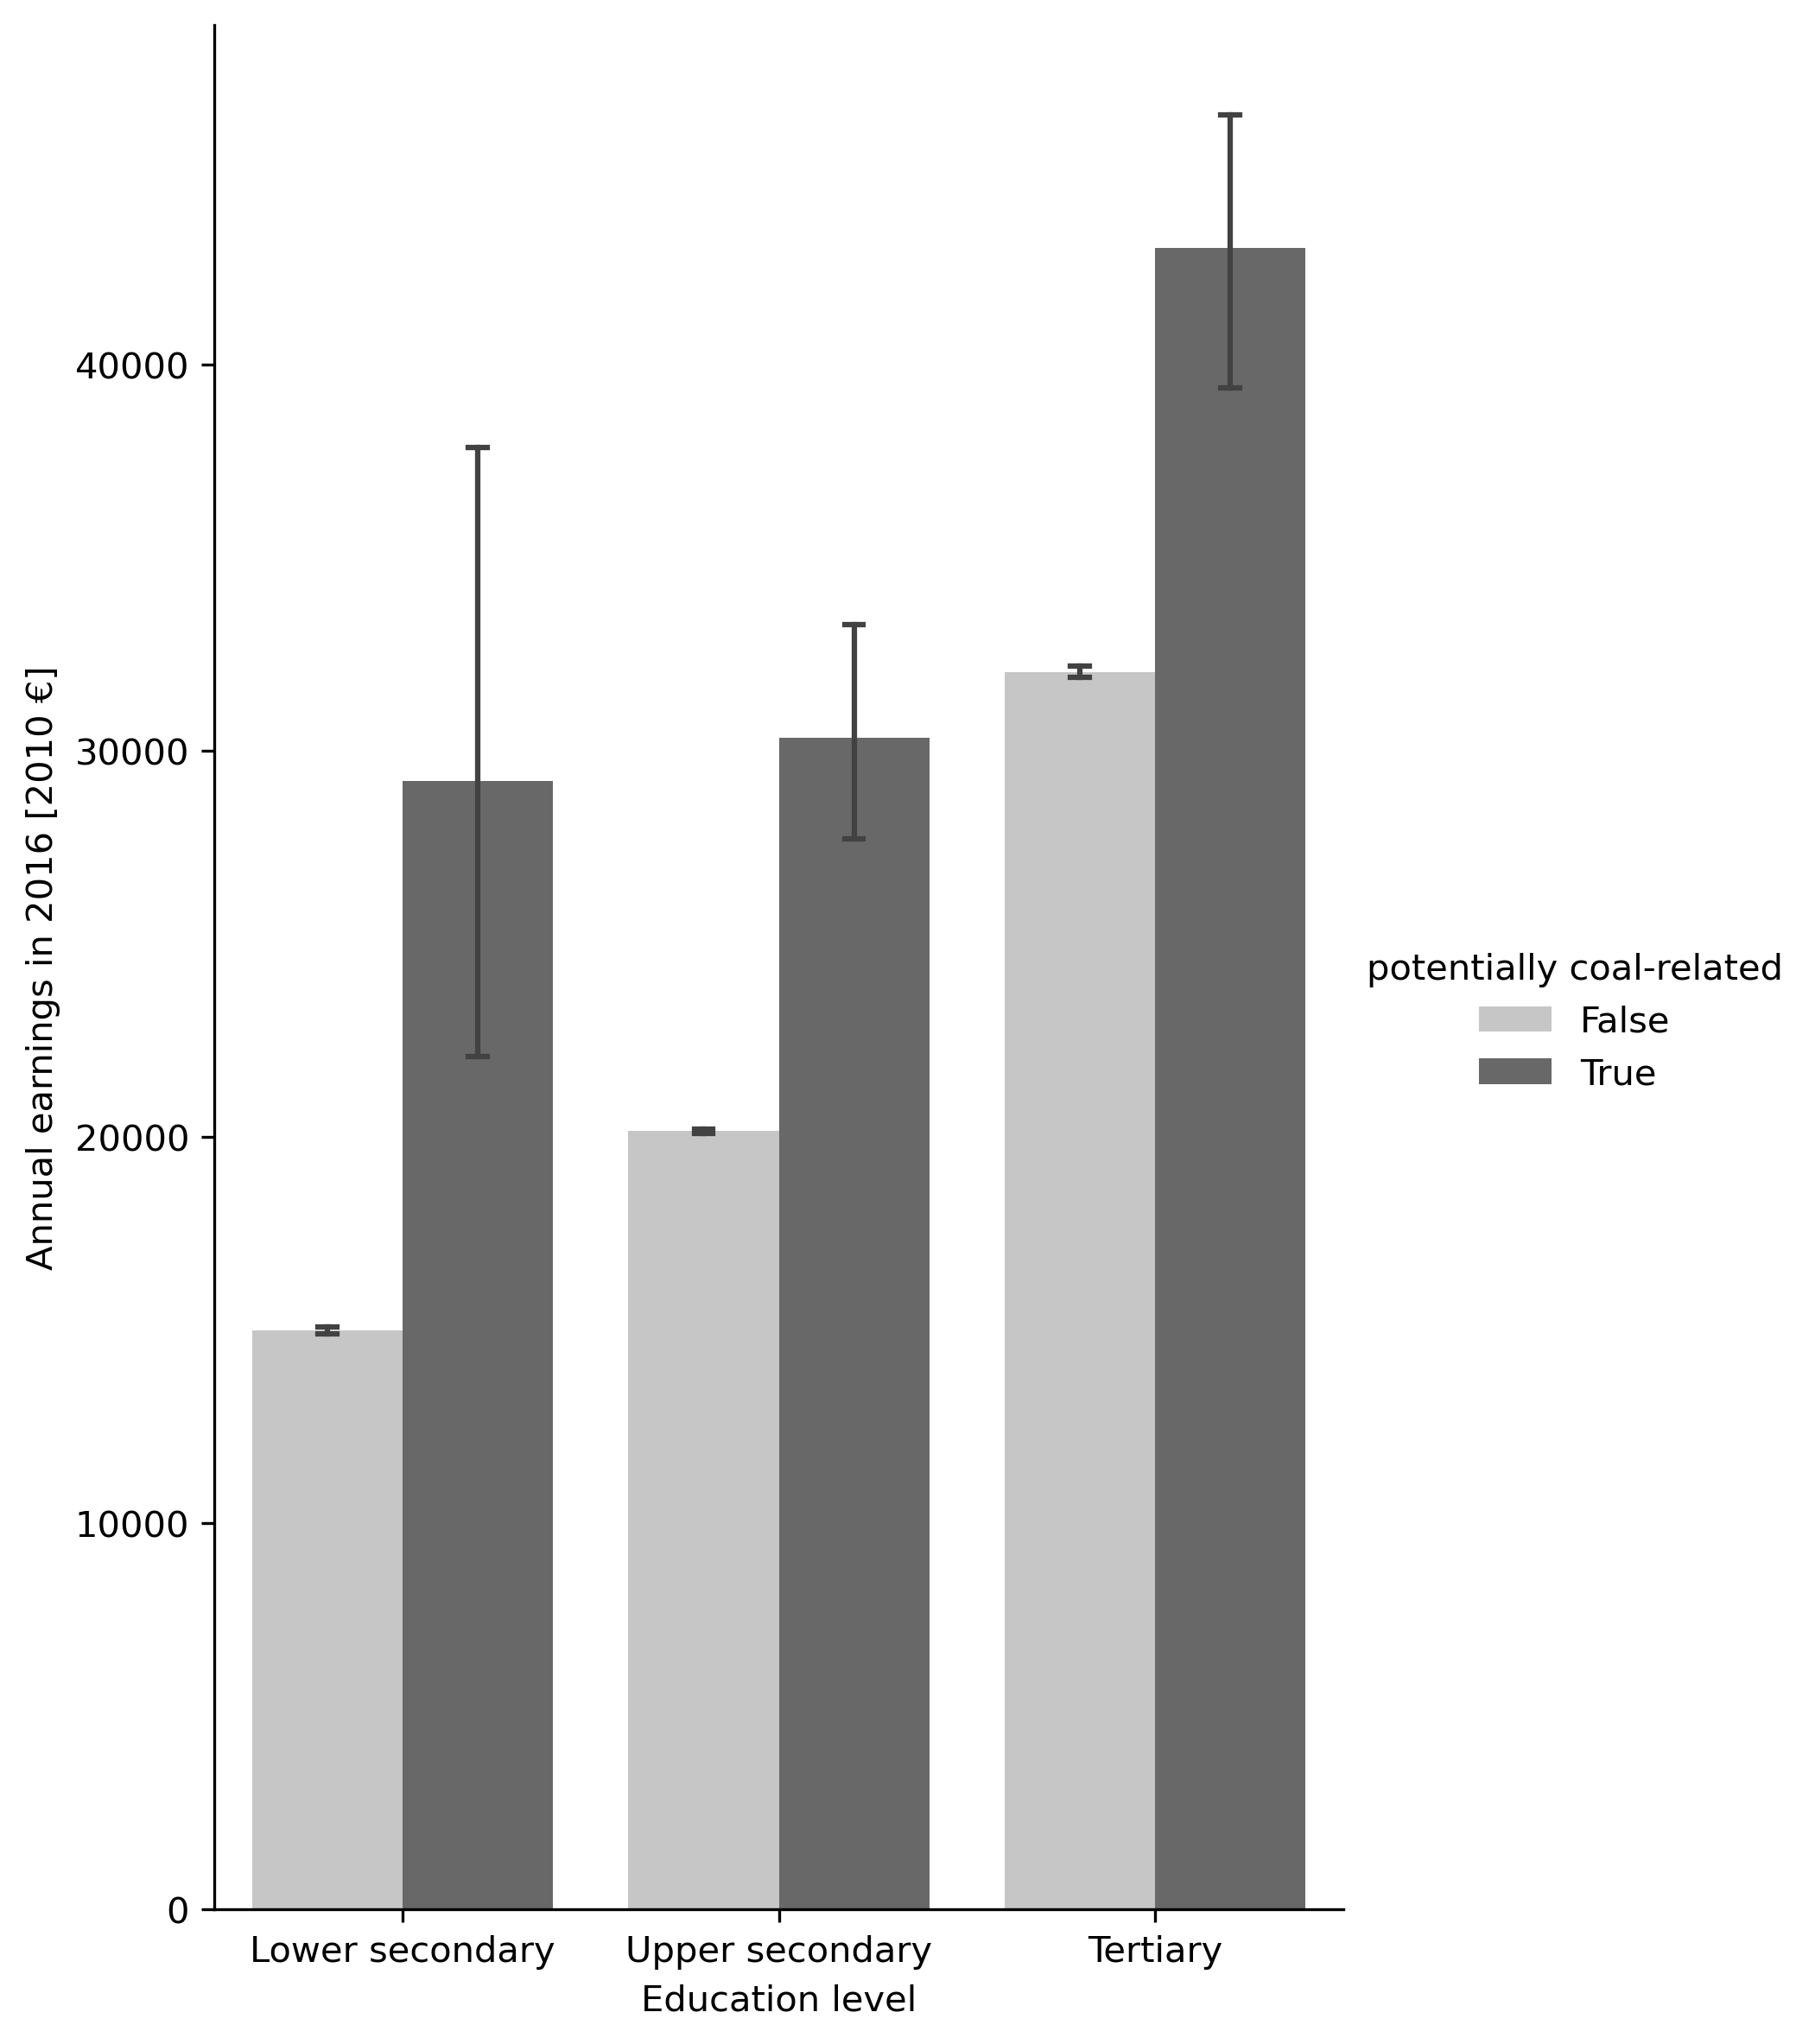 Annual earnings in 2016 [2010 €]
40000
30000
20000
10000
0
Lower secondary
Upper secondary
Tertiary
Education level
potentially coal-related
False
True